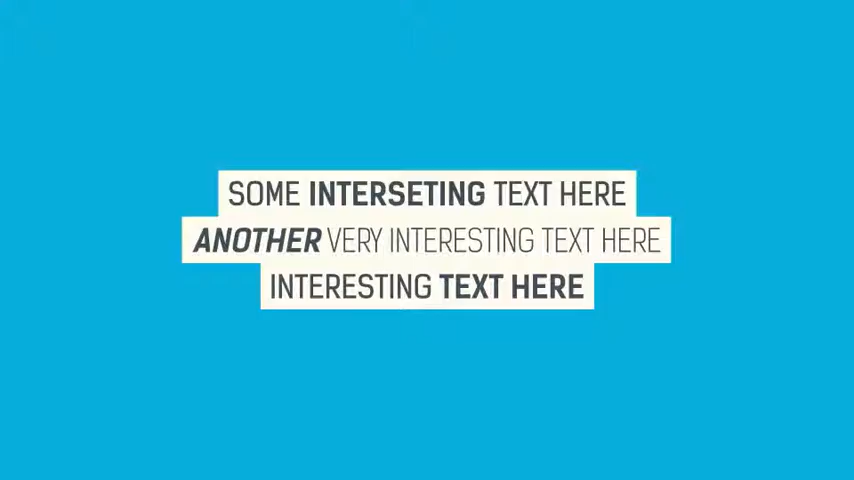 SOME INTERSETING TEXT HERE
ANOTHER VERY INTERESTING TEXT HERE
INTERESTING TEXT HERE